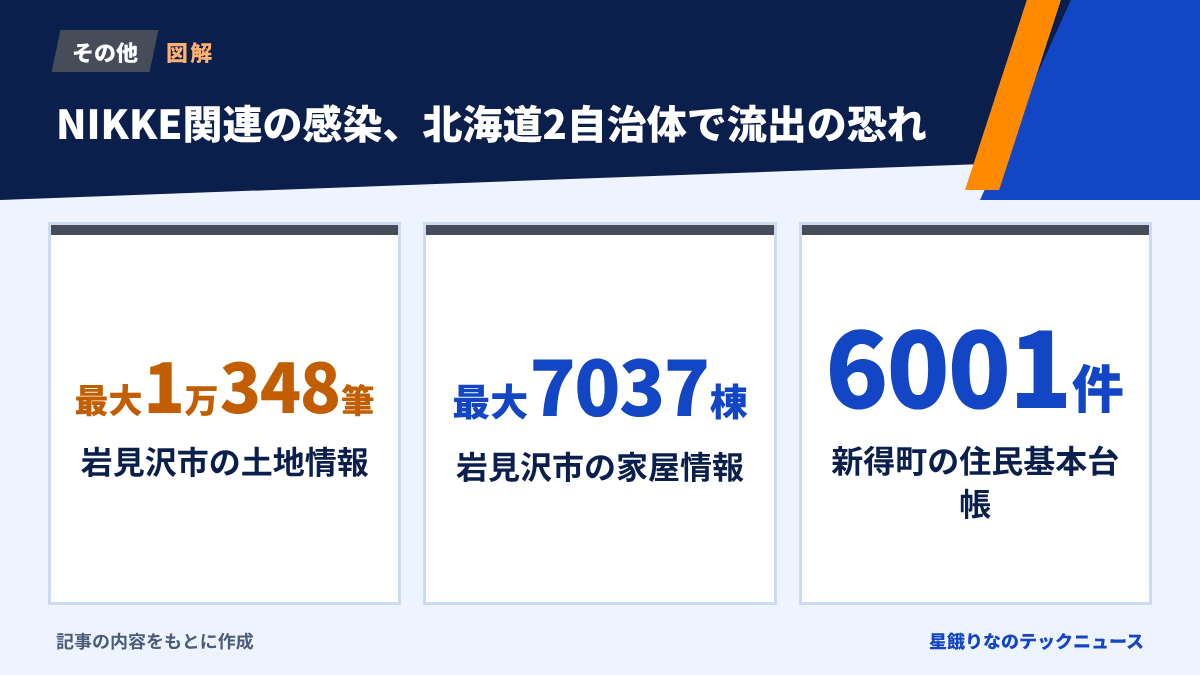 その他 図解
NIKKE関連の感染、北海道2自治体で流出の恐れ
最大1万348筆
岩見沢市の土地情報
最大7037棟
岩見沢市の家屋情報
6001件
新得町の住民基本台
帳
記事の内容をもとに作成
星餓りなのテックニュース